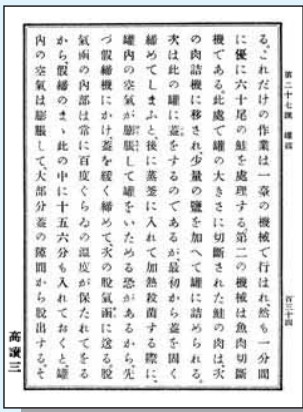 第二十七課 罐詰
百三十四
る。これだけの作業は一臺の機械で行はれ、然も一分間
に優に六十尾の鮭を處理する。第二の機械は魚肉切斷
機である。此處で罐の大きさに切斷された鮭の肉は、次
の肉詰機に移され、少量の鹽を加へて罐に詰められる。
次は此の罐に蓋をするのであるが、最初から蓋を固く
締めてしまふと、後に蒸釜に入れて加熱殺菌する際に、
罐内の空氣が膨脹して罐をいためる恐があるから、先
づ假締機にかけ蓋を緩く締めて、次の脱氣函に送る。脱
氣函の内部は常に百度ぐらゐの溫度が保たれてをる
から、假締のまゝ此の中に十五六分も入れておくと、罐
内の空氣は膨脹して、大部分蓋の隙間から脱出する。そ
高讀三